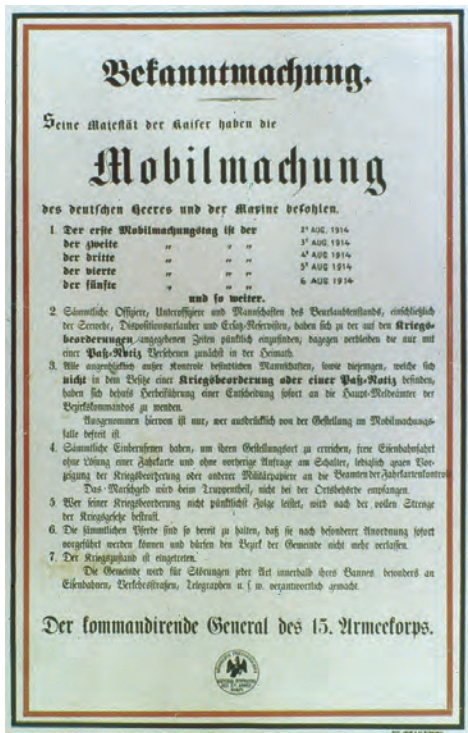 Bekanntmachung.
Seine Majestät der Kaiser haben die
Mobilmachung
des deutschen Heeres und der Marine befohlen.
1. Der erste Mobilmachungstag ist der 2. AUG. 1914
der zweite „ „ „ 3. AUG. 1914
der dritte „ „ „ 4. AUG. 1914
der vierte „ „ „ 5. AUG. 1914
der fünfte „ „ „ 6. AUG. 1914
und so weiter.
2. Sämmtliche Offiziere, Unteroffiziere und Mannschaften des Beurlaubtenstands, einschließlich
der Seewehr, Dispositionsurlauber und Ersatz-Reservisten, haben sich zu der auf den Kriegs-
beorderungen angegebenen Zeiten pünktlich einzufinden, dagegen verbleiben die nur mit
einer Paß-Notiz Versehenen zunächst in der Heimath.
3. Alle augenblicklich außer Kontrole befindlichen Mannschaften, sowie diejenigen, welche sich
nicht in dem Besitze einer Kriegsbeorderung oder einer Paß-Notiz befinden,
haben sich behufs Herbeiführung einer Entscheidung sofort an die Haupt-Meldeämter der
Bezirkskommandos zu wenden.
Ausgenommen hiervon ist nur, wer ausdrücklich von der Gestellung im Mobilmachungs-
falle befreit ist.
4. Sämmtliche Einberufenen haben, um ihren Gestellungsort zu erreichen, freie Eisenbahnfahrt
ohne Lösung einer Fahrkarte und ohne vorherige Anfrage am Schalter, lediglich gegen Vor-
zeigung der Kriegsbeorderung oder anderer Militärpapiere an die Beamten der Fahrkartenkontrole
Das Marschgeld wird beim Truppentheil, nicht bei der Ortsbehörde empfangen.
5. Wer seiner Kriegsbeorderung nicht pünktlichst Folge leistet, wird nach der vollen Strenge
der Kriegsgesetze bestraft.
6. Die sämmtlichen Pferde sind so bereit zu halten, daß sie nach besonderer Anordnung sofort
vorgeführt werden können und dürfen den Bezirk der Gemeinde nicht mehr verlassen.
7. Der Kriegszustand ist eingetreten.
Die Gemeinde wird für Störungen jeder Art innerhalb ihres Bannes, besonders an
Eisenbahnen, Verkehrsstraßen, Telegraphen u. s. w. verantwortlich gemacht.
Der kommandirende General des 15. Armeekorps.